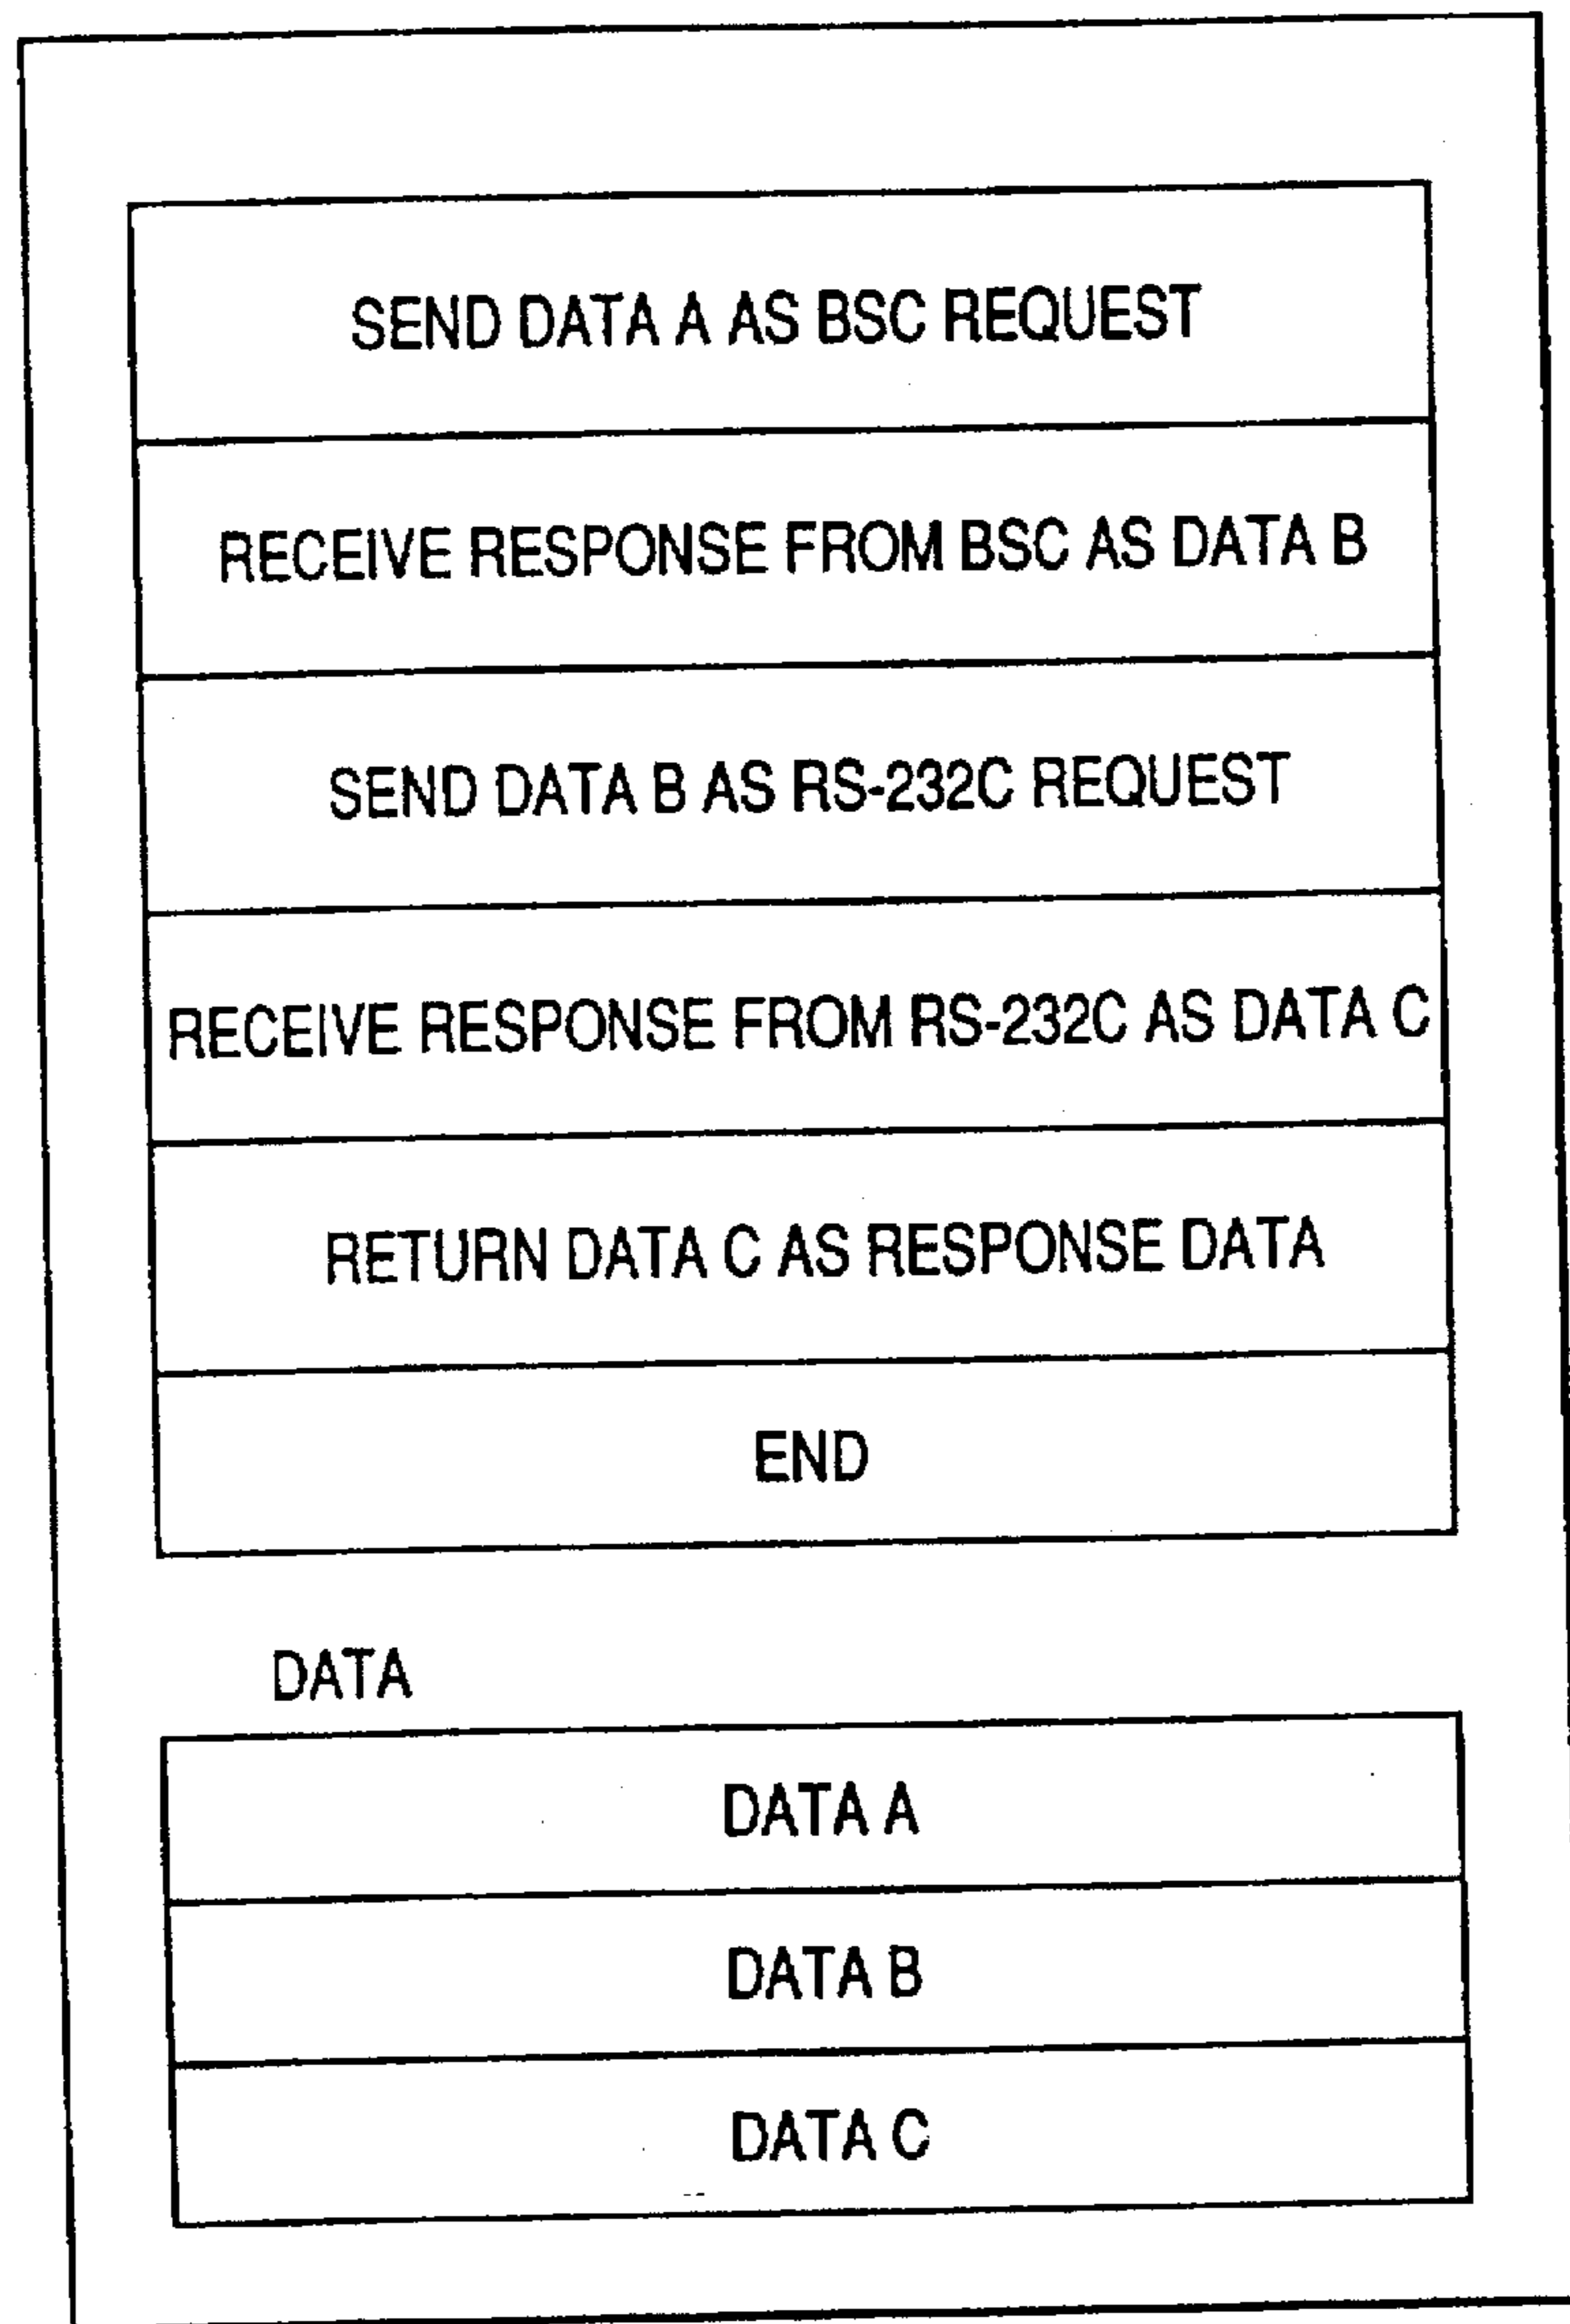 SEND DATA A AS BSC REQUEST
RECEIVE RESPONSE FROM BSC AS DATA B
SEND DATA B AS RS-232C REQUEST
RECEIVE RESPONSE FROM RS-232C AS DATA C
RETURN DATA C AS RESPONSE DATA
END
DATA
DATA A
DATA B
DATA C